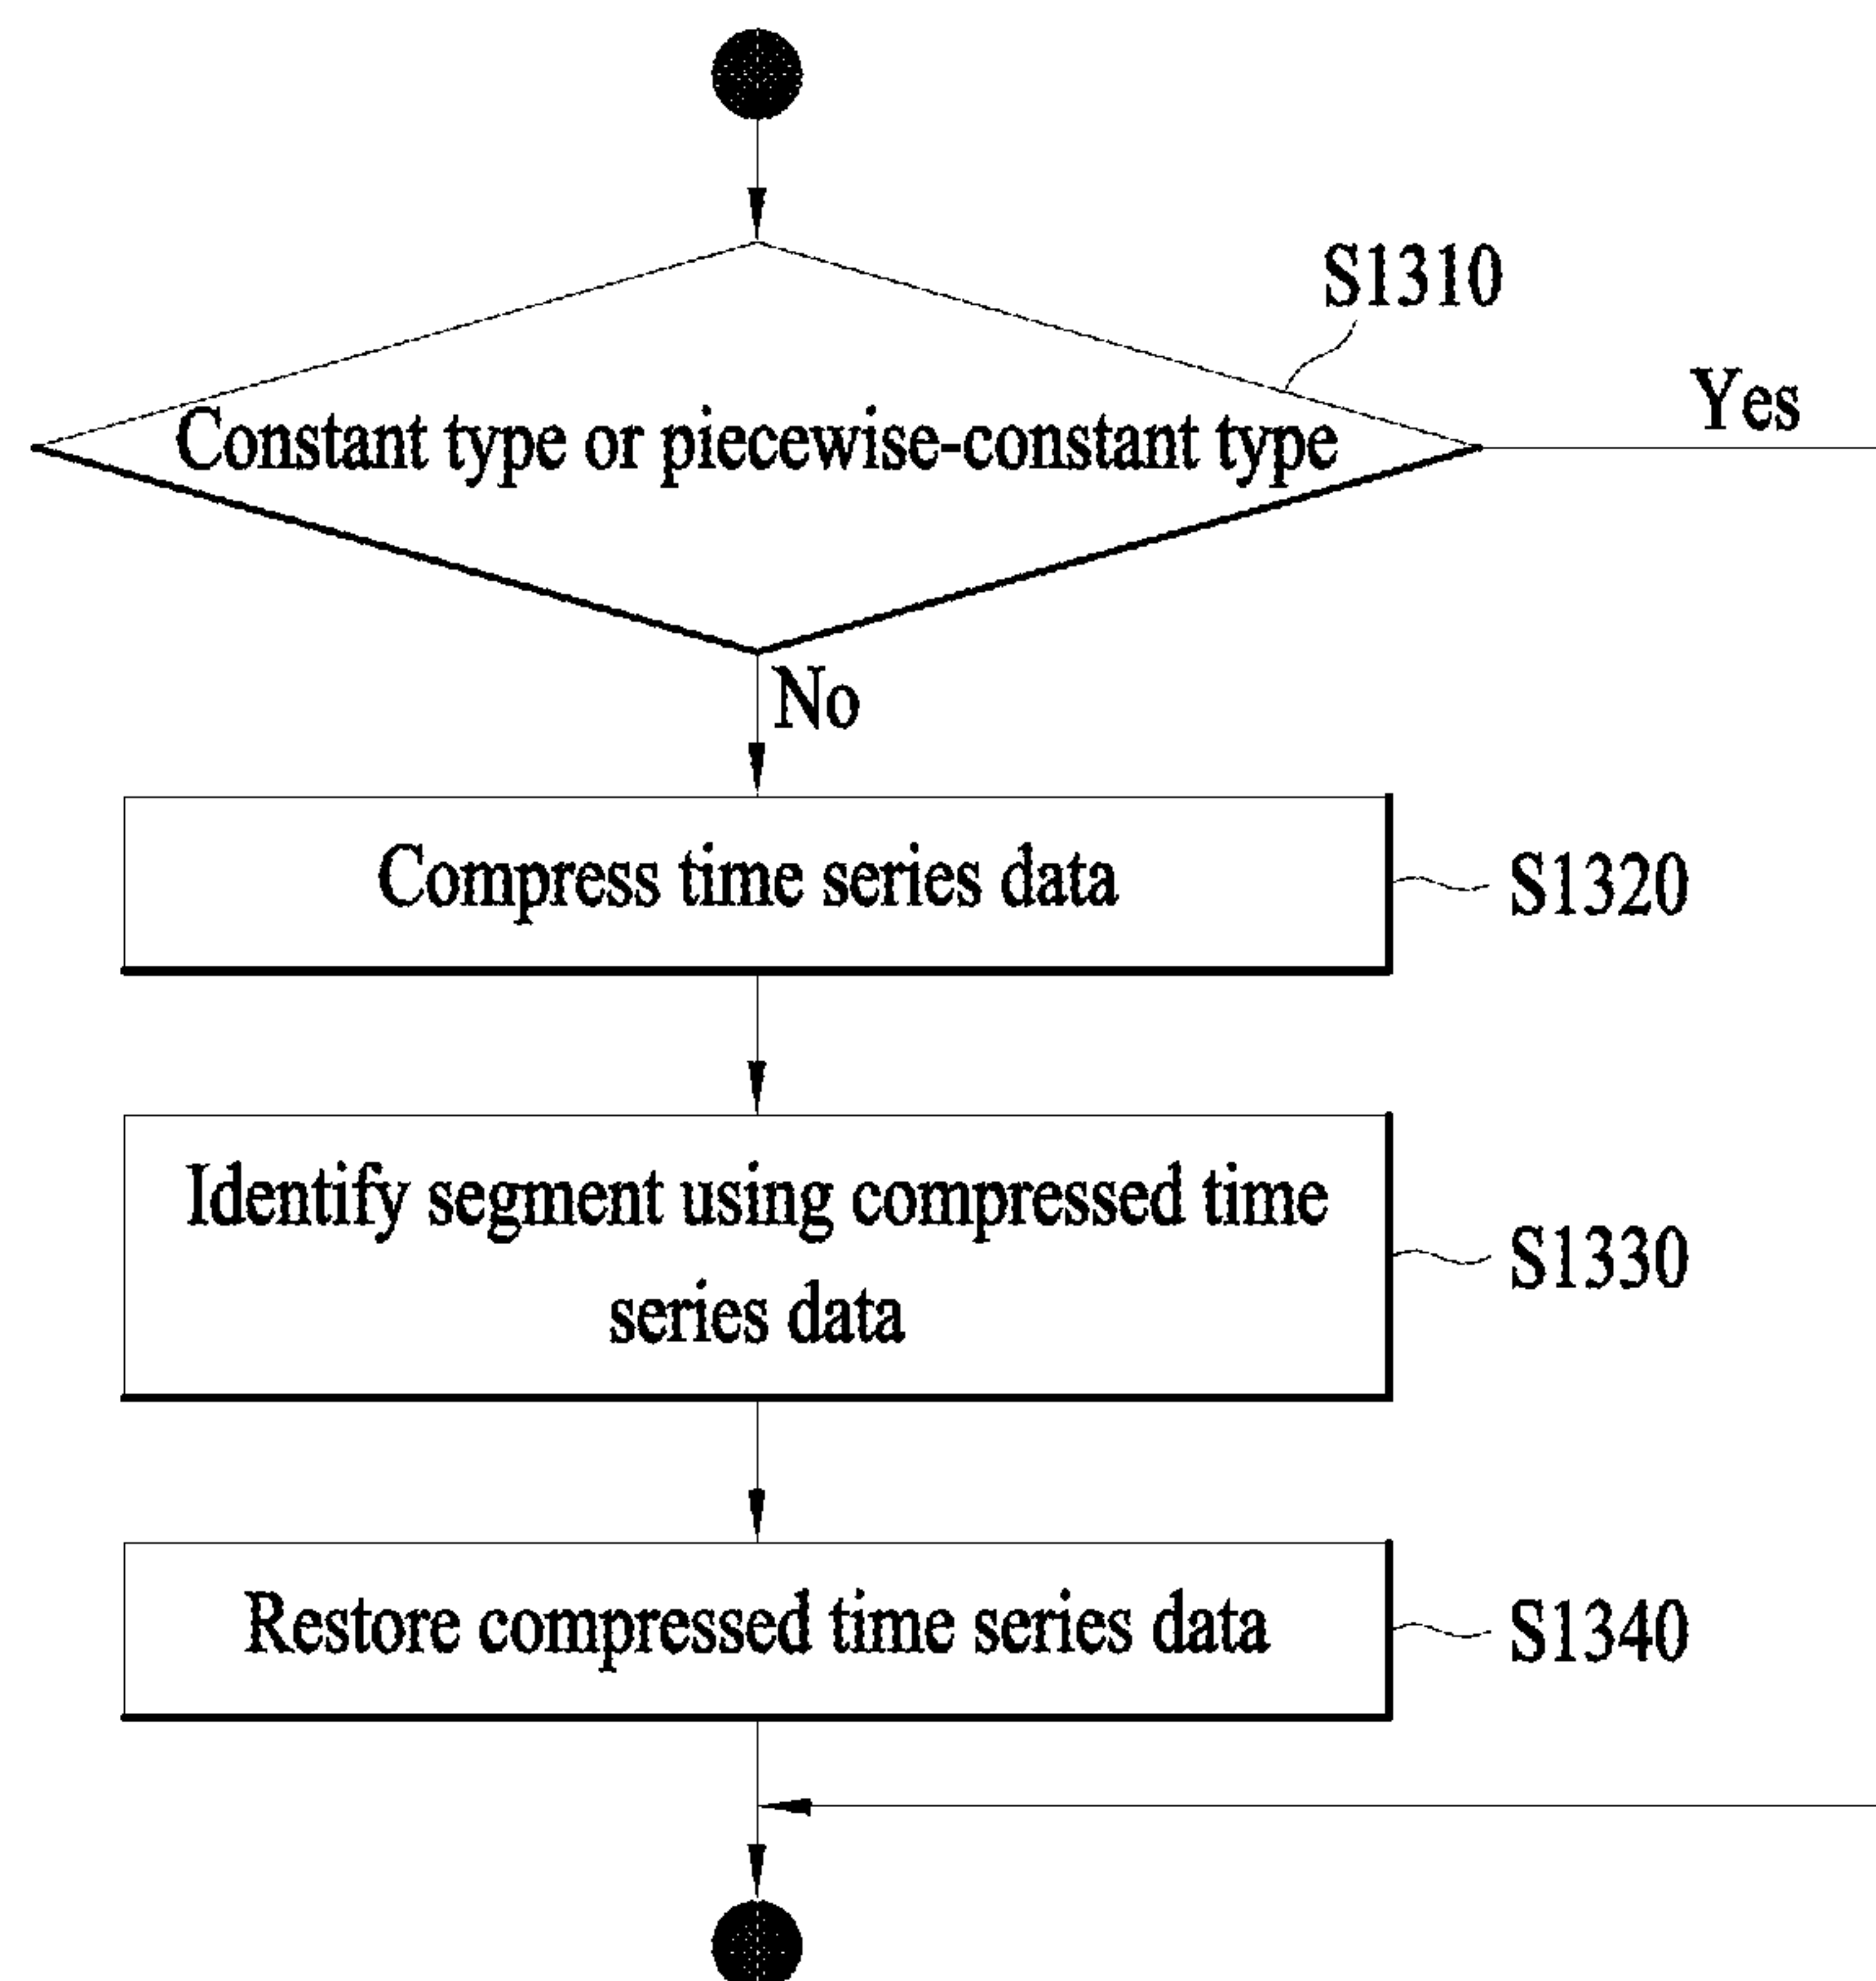 S1310
Yes
Constant type or piecewise-constant type
No
Compress time series data
S1320
Identify segment using compressed time
series data
S1330
Restore compressed time series data
S1340